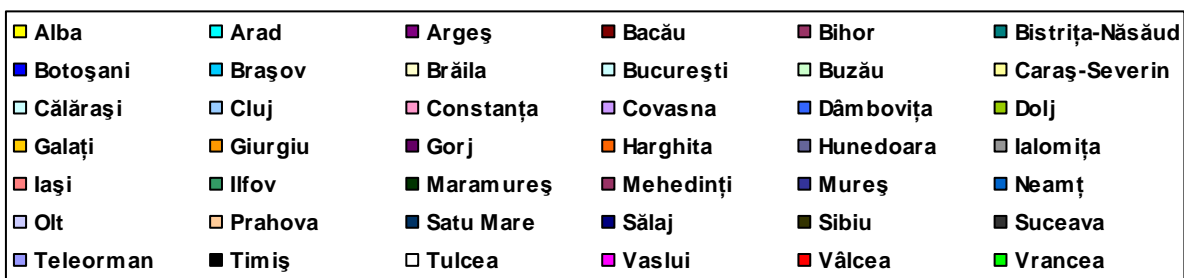 Alba Arad Argeş Bacău Bihor Bistriţa-Năsăud
Botoşani Braşov Brăila Bucureşti Buzău Caraş-Severin
Călăraşi Cluj Constanţa Covasna Dâmboviţa Dolj
Galaţi Giurgiu Gorj Harghita Hunedoara Ialomiţa
Iaşi Ilfov Maramureş Mehedinţi Mureş Neamţ
Olt Prahova Satu Mare Sălaj Sibiu Suceava
Teleorman Timiş Tulcea Vaslui Vâlcea Vrancea